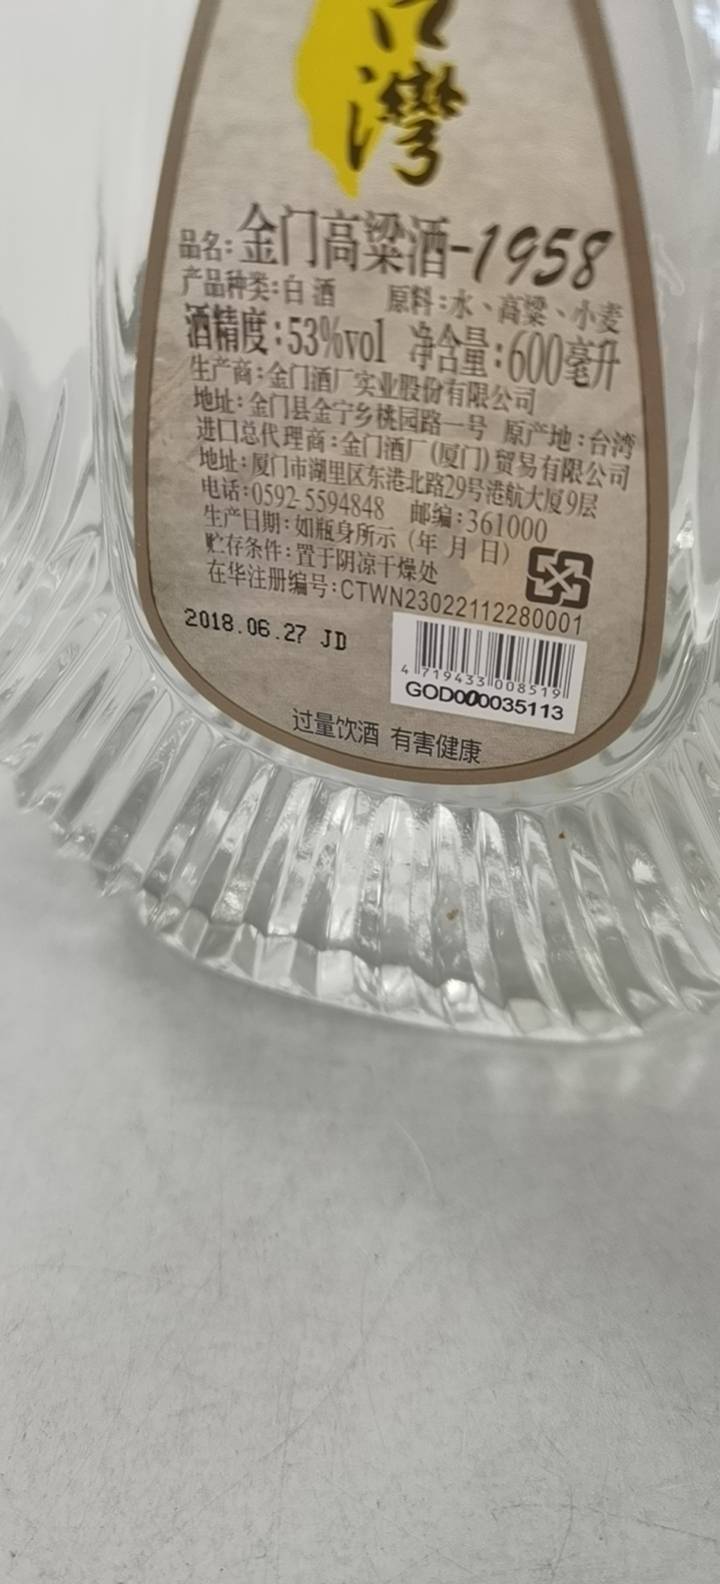 台
灣
品名:金门高粱酒-1958
产品种类:白酒 原料:水、高粱、小麦
酒精度:53%vol 净含量:600毫升
生产商:金门酒厂实业股份有限公司
地址:金门县金宁乡桃园路一号 原产地:台湾
进口总代理商:金门酒厂(厦门)贸易有限公司
地址:厦门市湖里区东港北路29号港航大厦9层
电话:0592-5594848 邮编:361000
生产日期:如瓶身所示(年 月 日)
贮存条件:置于阴凉干燥处
在华注册编号:CTWN23022112280001
2018.06.27 JD
4 719433 008519
GOD000035113
过量饮酒 有害健康